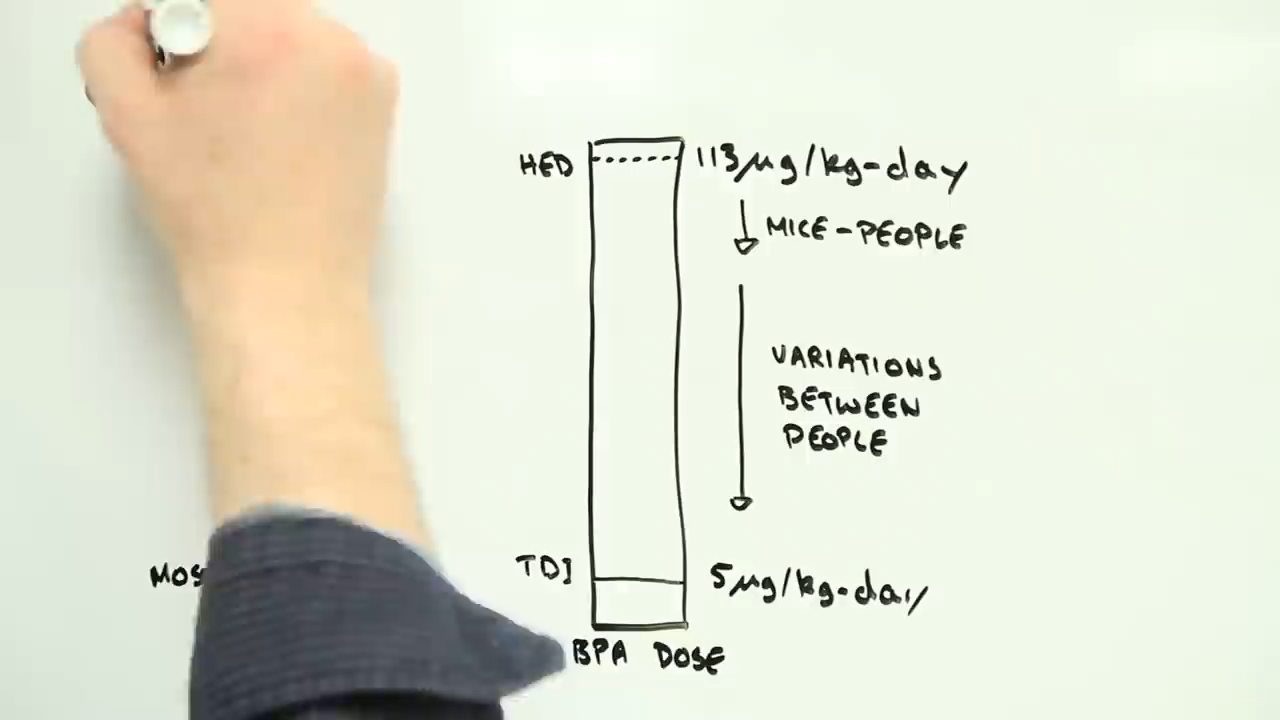 HED 113µg/kg-day
MICE-PEOPLE
VARIATIONS
BETWEEN
PEOPLE
TDI 5µg/kg-day
BPA DOSE